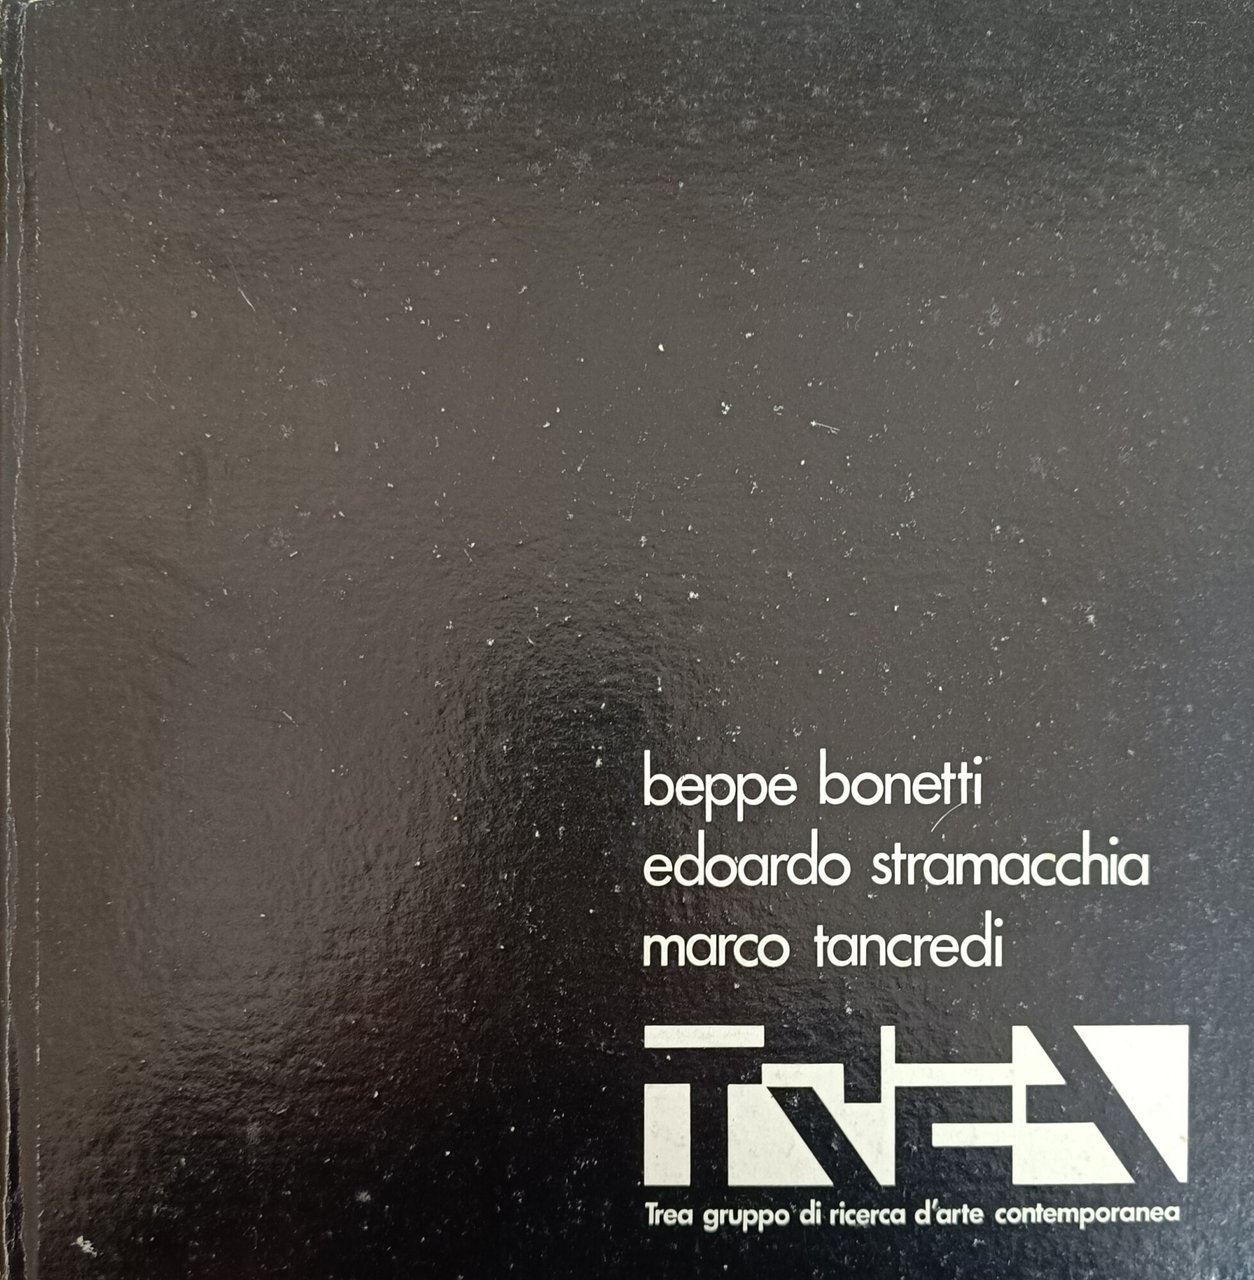 beppe bonetti
edoardo stramacchia
marco tancredi
TREA
Trea gruppo di ricerca d'arte contemporanea